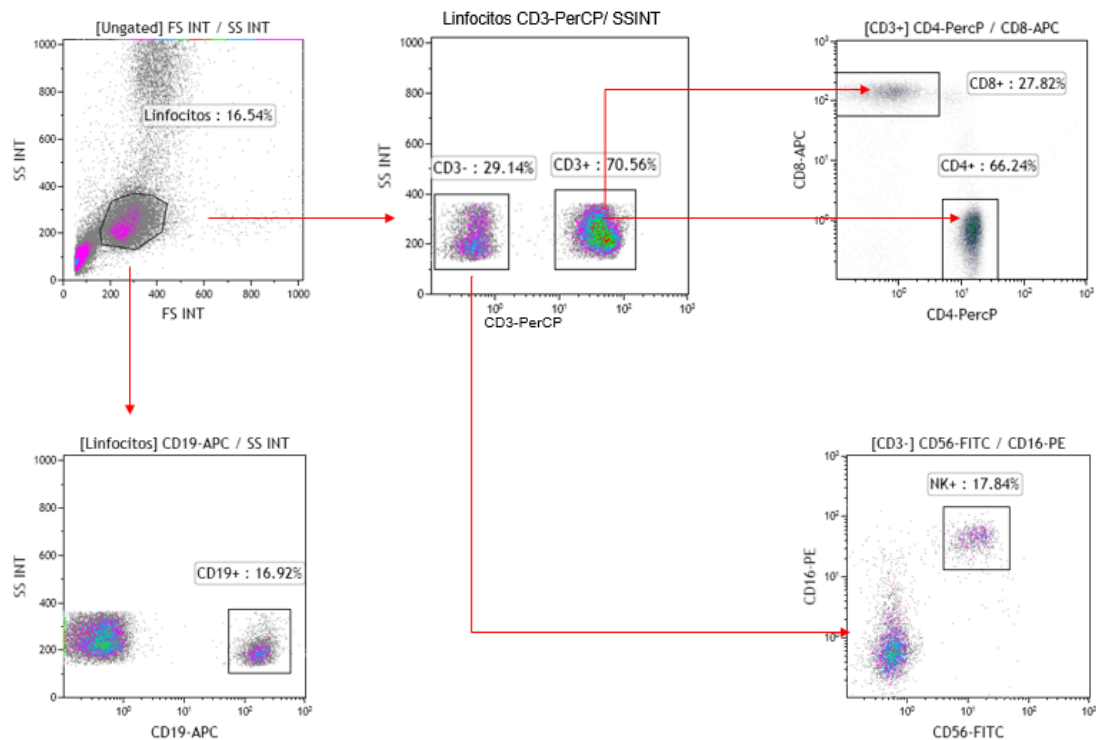 [Ungated] FS INT / SS INT
1000
800
600
400
200
0
SS INT
Linfocitos : 16.54%
0 200 400 600 800 1000
FS INT
Linfocitos CD3-PerCP/ SSINT
1000
800
600
400
200
0
SS INT
CD3- : 29.14%
CD3+ : 70.56%
10⁰ 10¹ 10² 10³
CD3-PerCP
[CD3+] CD4-PercP / CD8-APC
10³
10²
10¹
10⁰
CD8-APC
CD8+ : 27.82%
CD4+ : 66.24%
10⁰ 10¹ 10² 10³
CD4-PercP
[Linfocitos] CD19-APC / SS INT
1000
800
600
400
200
0
SS INT
CD19+ : 16.92%
10⁰ 10¹ 10² 10³
CD19-APC
[CD3-] CD56-FITC / CD16-PE
10³
10²
10¹
10⁰
CD16-PE
NK+ : 17.84%
10⁰ 10¹ 10² 10³
CD56-FITC